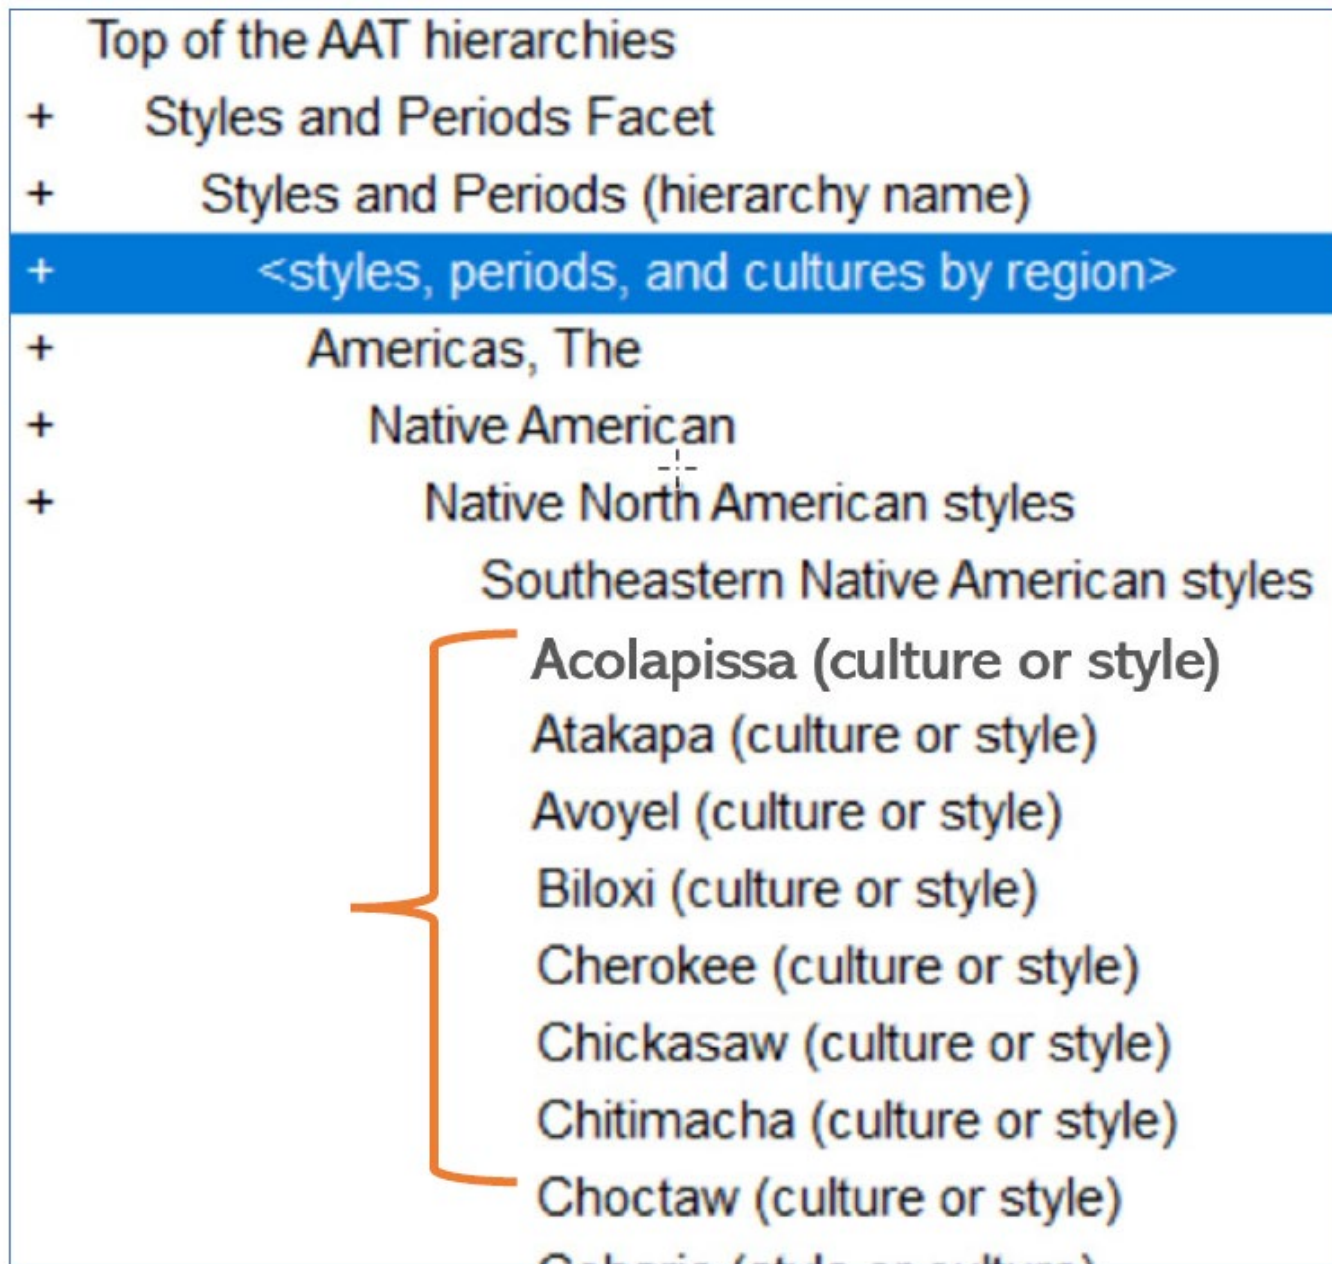 Top of the AAT hierarchies
+ Styles and Periods Facet
+ Styles and Periods (hierarchy name)
+ <styles, periods, and cultures by region>
+ Americas, The
+ Native American
+ Native North American styles
Southeastern Native American styles
Acolapissa (culture or style)
Atakapa (culture or style)
Avoyel (culture or style)
Biloxi (culture or style)
Cherokee (culture or style)
Chickasaw (culture or style)
Chitimacha (culture or style)
Choctaw (culture or style)
(style or culture)